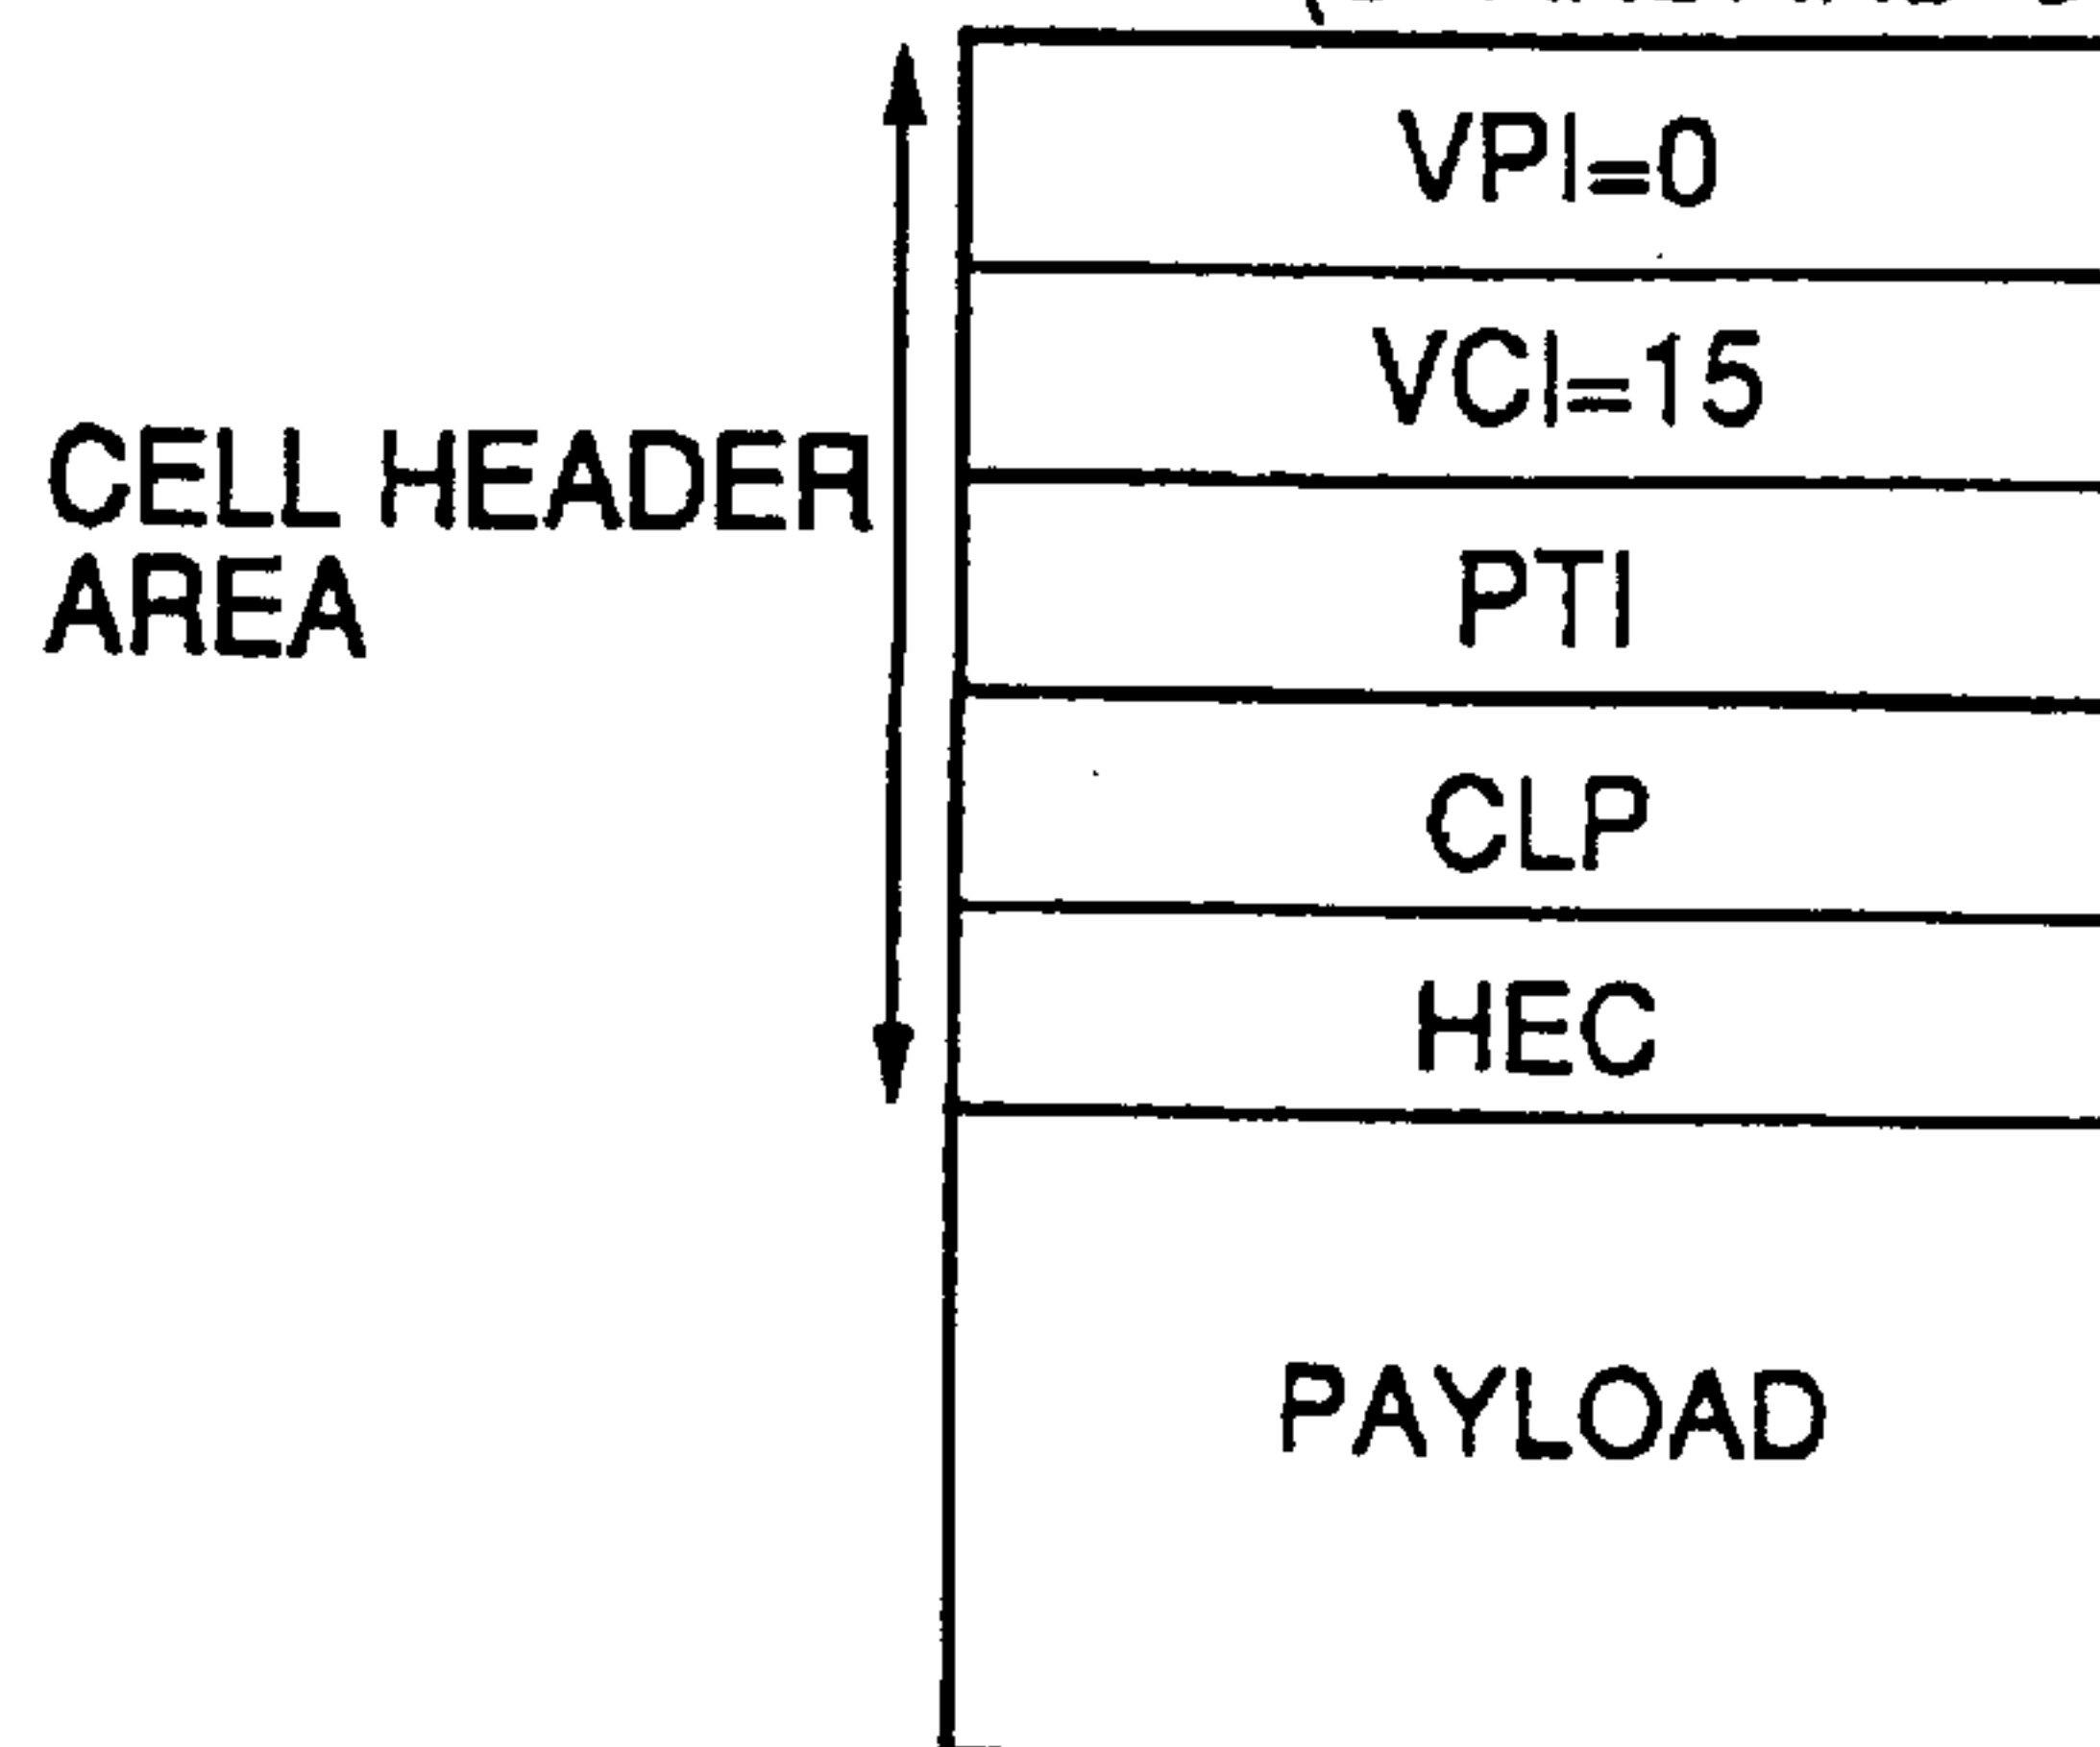 VPI=0
VCI=15
CELL HEADER
AREA
PTI
CLP
HEC
PAYLOAD